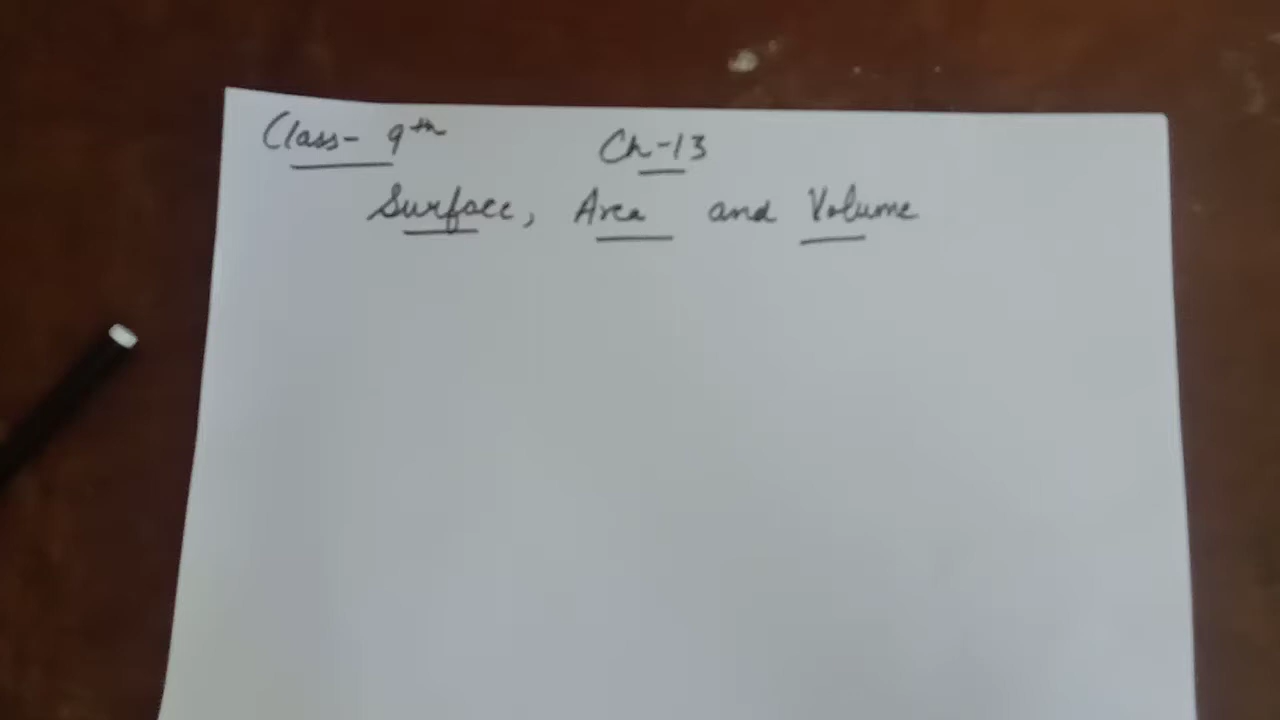 Class- 9th Ch-13
Surface, Area and Volume